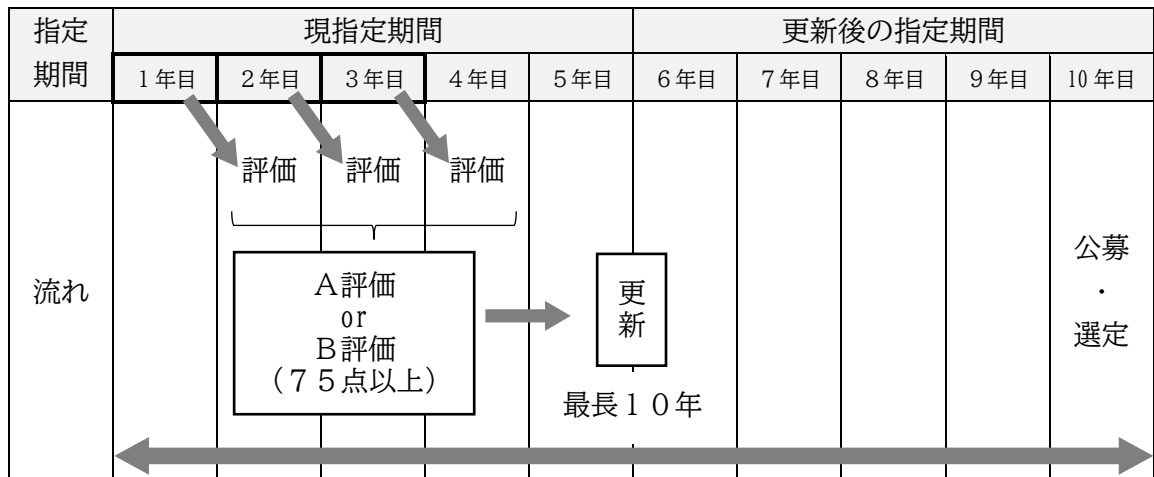 指定
期間
現指定期間
更新後の指定期間
１年目
２年目
３年目
４年目
５年目
６年目
７年目
８年目
９年目
10 年目
流れ
評価
評価
評価
Ａ評価
or
Ｂ評価
（７５点以上）
更
新
最長１０年
公募
・
選定